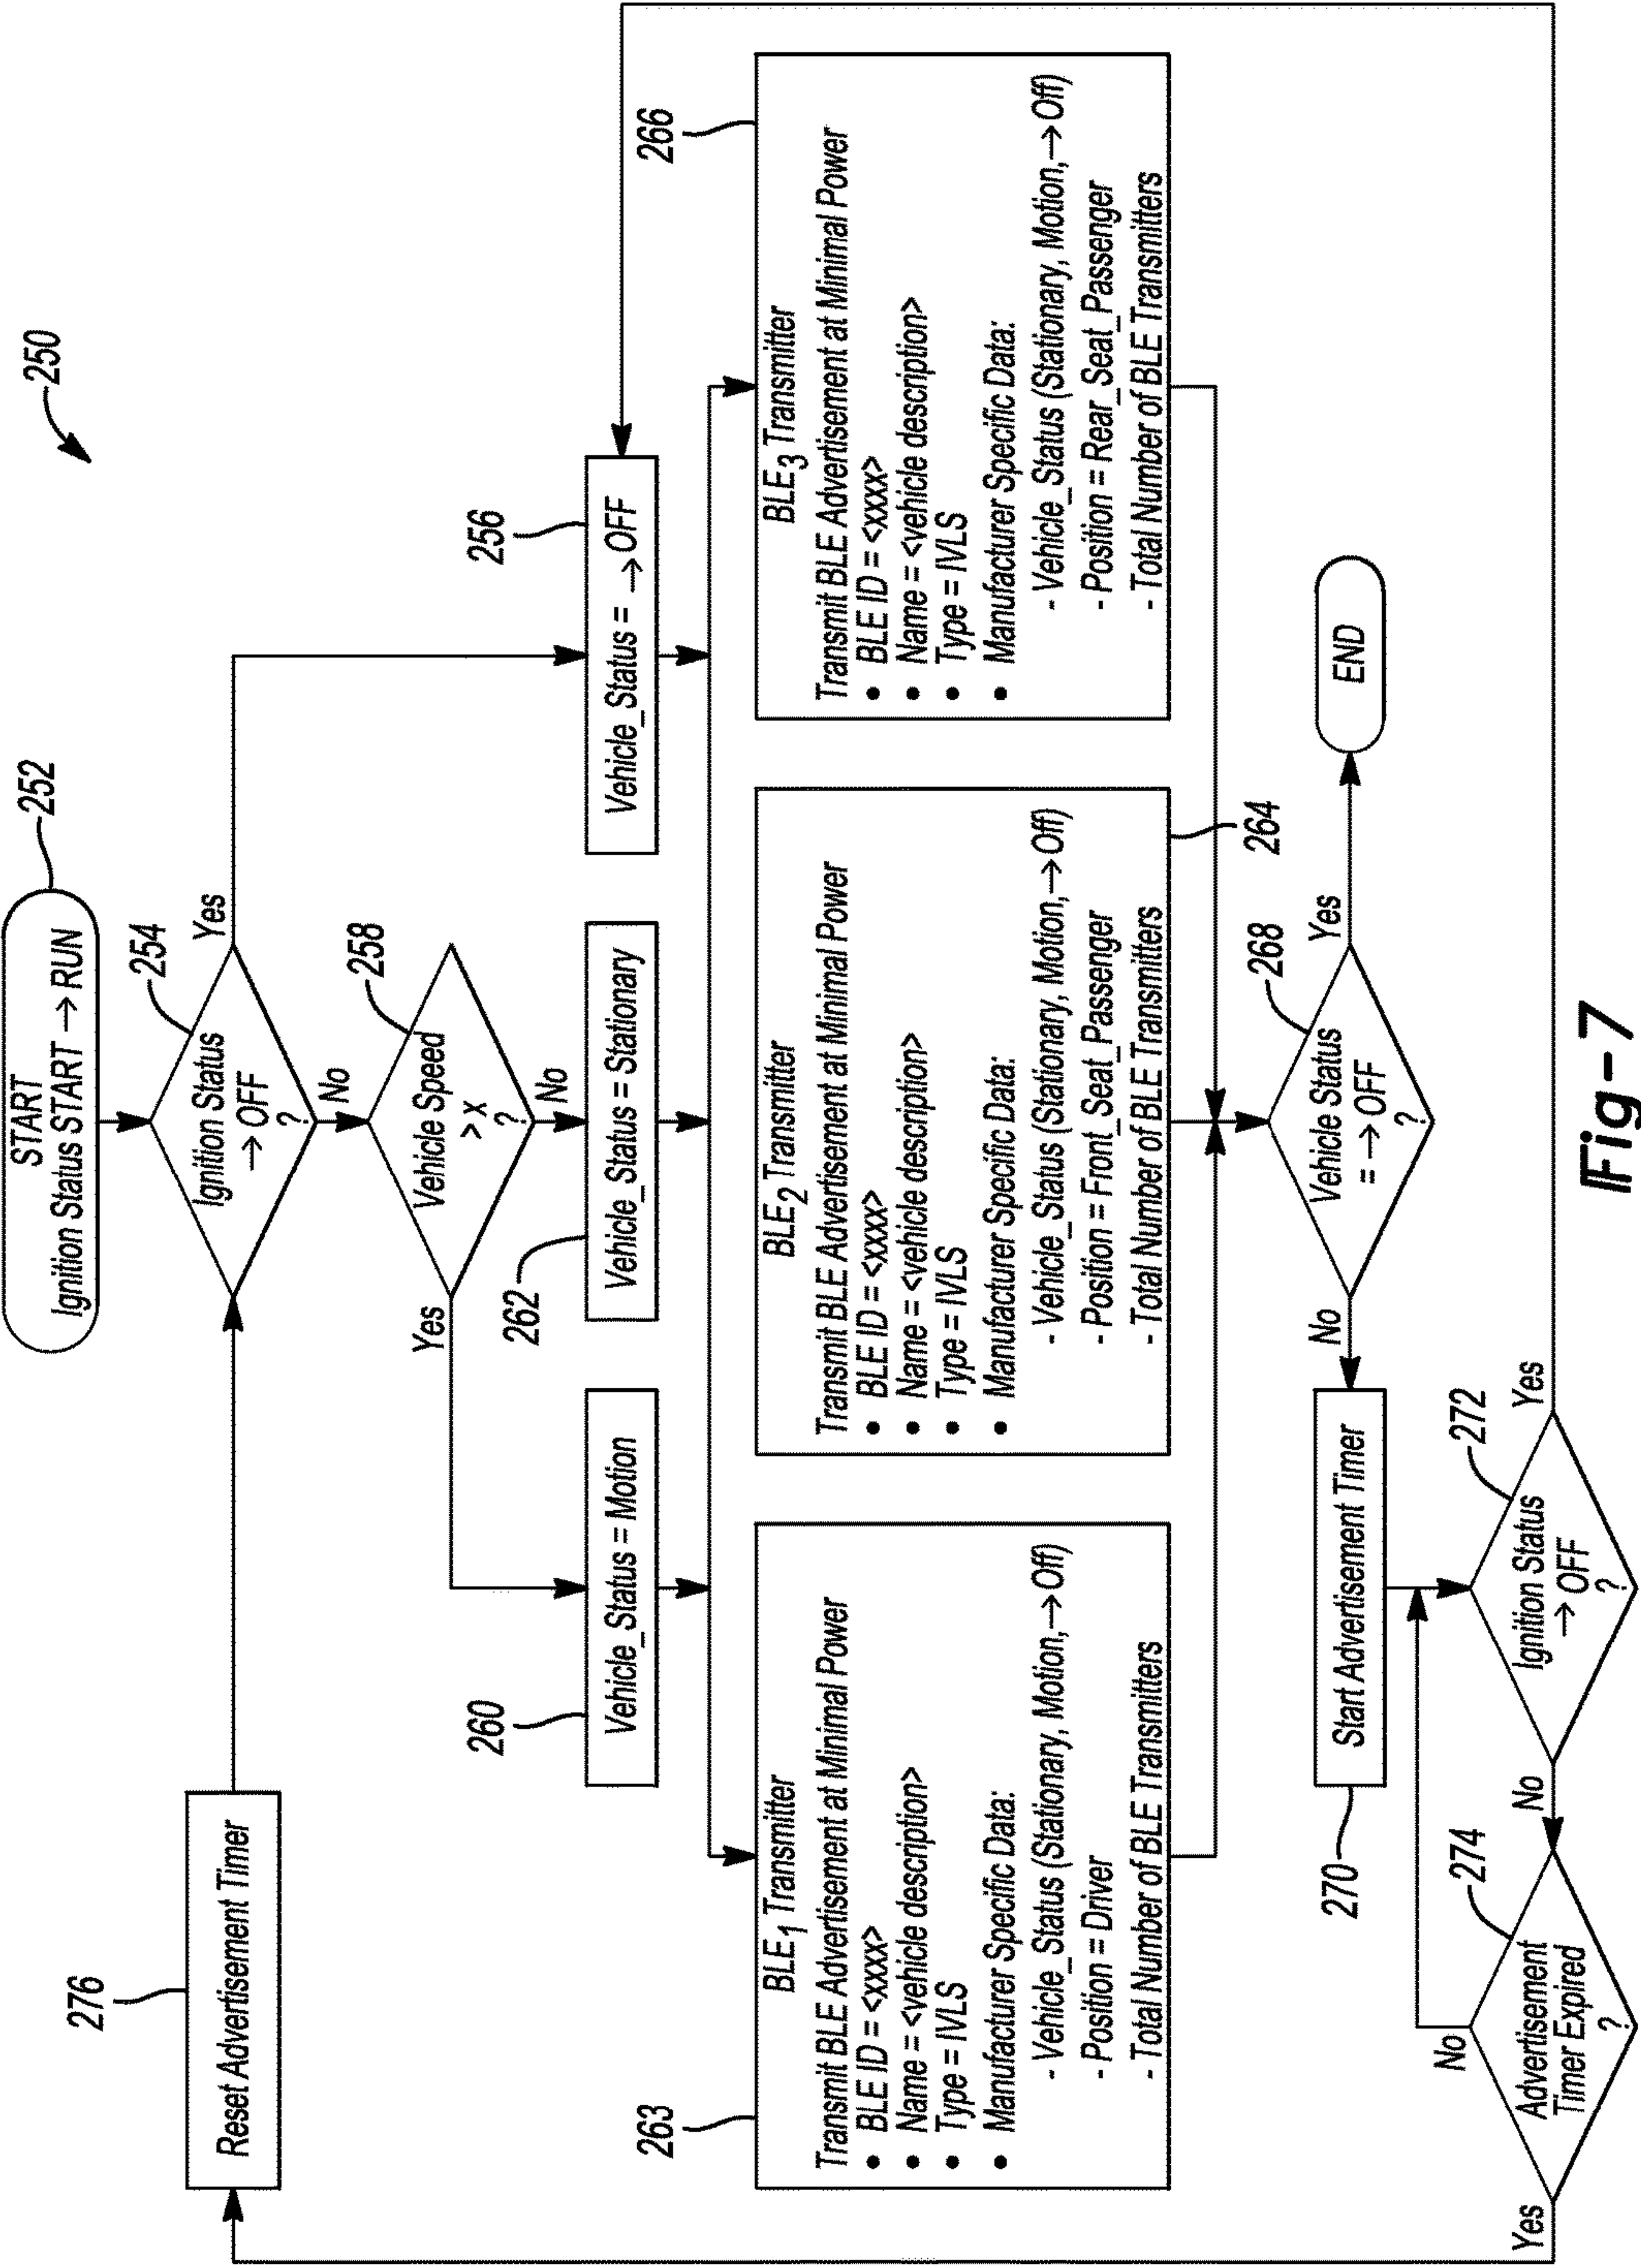 250
START
Ignition Status START → RUN
252
Ignition Status
→ OFF
?
254
Yes
No
276
Reset Advertisement Timer
Vehicle Speed
> x
?
258
Yes
No
260
Vehicle_Status = Motion
262
Vehicle_Status = Stationary
256
Vehicle_Status = → OFF
263
BLE1 Transmitter
Transmit BLE Advertisement at Minimal Power
• BLE ID = <xxxx>
• Name = <vehicle description>
• Type = IVLS
• Manufacturer Specific Data:
- Vehicle_Status (Stationary, Motion,→Off)
- Position = Driver
- Total Number of BLE Transmitters
BLE2 Transmitter
Transmit BLE Advertisement at Minimal Power
• BLE ID = <xxxx>
• Name = <vehicle description>
• Type = IVLS
• Manufacturer Specific Data:
- Vehicle_Status (Stationary, Motion,→Off)
- Position = Front_Seat_Passenger
- Total Number of BLE Transmitters
264
266
BLE3 Transmitter
Transmit BLE Advertisement at Minimal Power
• BLE ID = <xxxx>
• Name = <vehicle description>
• Type = IVLS
• Manufacturer Specific Data:
- Vehicle_Status (Stationary, Motion,→Off)
- Position = Rear_Seat_Passenger
- Total Number of BLE Transmitters
Vehicle Status
= → OFF
?
268
Yes
No
END
270
Start Advertisement Timer
Ignition Status
→ OFF
?
272
Yes
No
Advertisement
Timer Expired
?
274
No
Yes
Fig-7